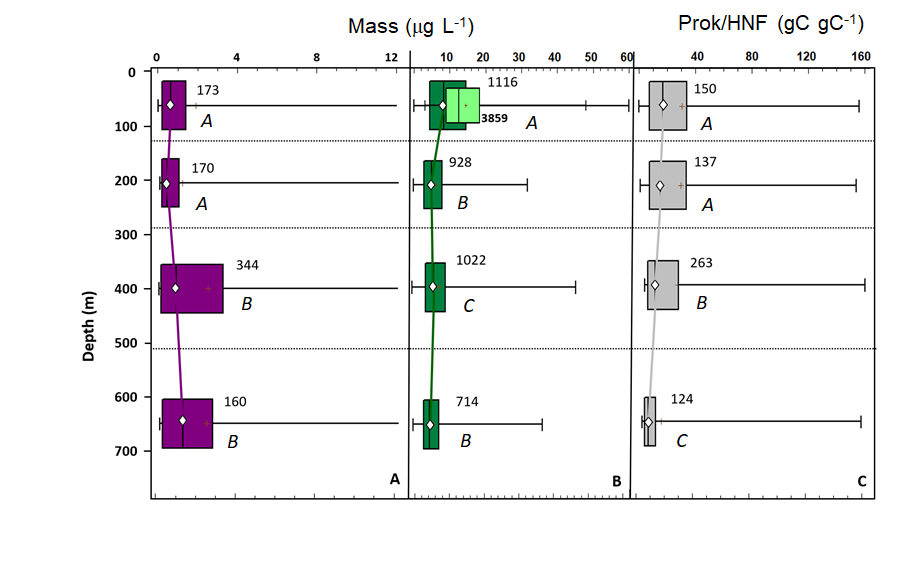 Mass (µg L-1)
Prok/HNF (gC gC-1)
0 4 8 12
10 20 30 40 50 60
40 80 120 160
Depth (m)
0
100
200
300
400
500
600
700
173
A
170
A
344
B
160
B
A
1116
3859
A
928
B
1022
C
714
B
B
150
A
137
A
263
B
124
C
C